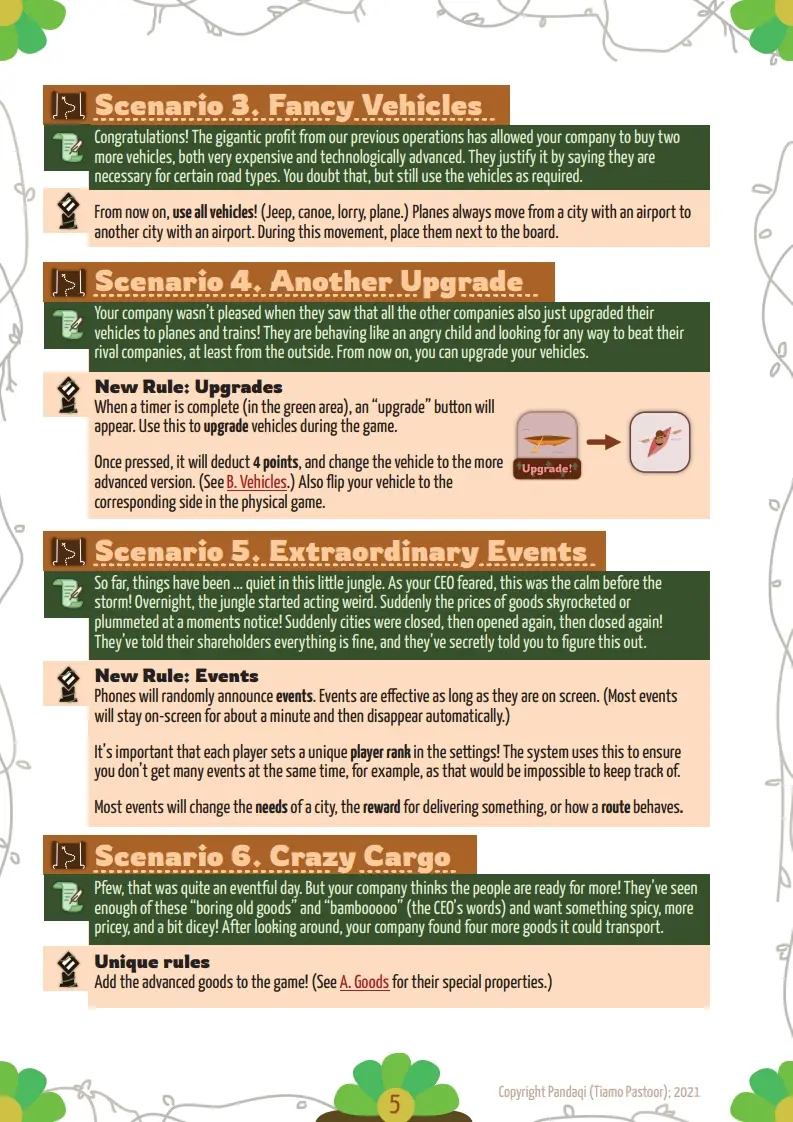 Scenario 3. Fancy Vehicles
Congratulations! The gigantic profit from our previous operations has allowed your company to buy two
more vehicles, both very expensive and technologically advanced. They justify it by saying they are
necessary for certain road types. You doubt that, but still use the vehicles as required.
From now on, use all vehicles! (Jeep, canoe, lorry, plane.) Planes always move from a city with an airport to
another city with an airport. During this movement, place them next to the board.
Scenario 4. Another Upgrade
Your company wasn't pleased when they saw that all the other companies also just upgraded their
vehicles to planes and trains! They are behaving like an angry child and looking for any way to beat their
rival companies, at least from the outside. From now on, you can upgrade your vehicles.
New Rule: Upgrades
When a timer is complete (in the green area), an “upgrade” button will
appear. Use this to upgrade vehicles during the game.
Once pressed, it will deduct 4 points, and change the vehicle to the more
advanced version. (See B. Vehicles.) Also flip your vehicle to the
corresponding side in the physical game.
Upgrade!
Scenario 5. Extraordinary Events
So far, things have been ... quiet in this little jungle. As your CEO feared, this was the calm before the
storm! Overnight, the jungle started acting weird. Suddenly the prices of goods skyrocketed or
plummeted at a moments notice! Suddenly cities were closed, then opened again, then closed again!
They've told their shareholders everything is fine, and they've secretly told you to figure this out.
New Rule: Events
Phones will randomly announce events. Events are effective as long as they are on screen. (Most events
will stay on-screen for about a minute and then disappear automatically.)
It's important that each player sets a unique player rank in the settings! The system uses this to ensure
you don't get many events at the same time, for example, as that would be impossible to keep track of.
Most events will change the needs of a city, the reward for delivering something, or how a route behaves.
Scenario 6. Crazy Cargo
Pfew, that was quite an eventful day. But your company thinks the people are ready for more! They've seen
enough of these “boring old goods” and “bambooooo” (the CEO's words) and want something spicy, more
pricey, and a bit dicey! After looking around, your company found four more goods it could transport.
Unique rules
Add the advanced goods to the game! (See A. Goods for their special properties.)
Copyright Pandaqi (Tiamo Pastoor); 2021
5